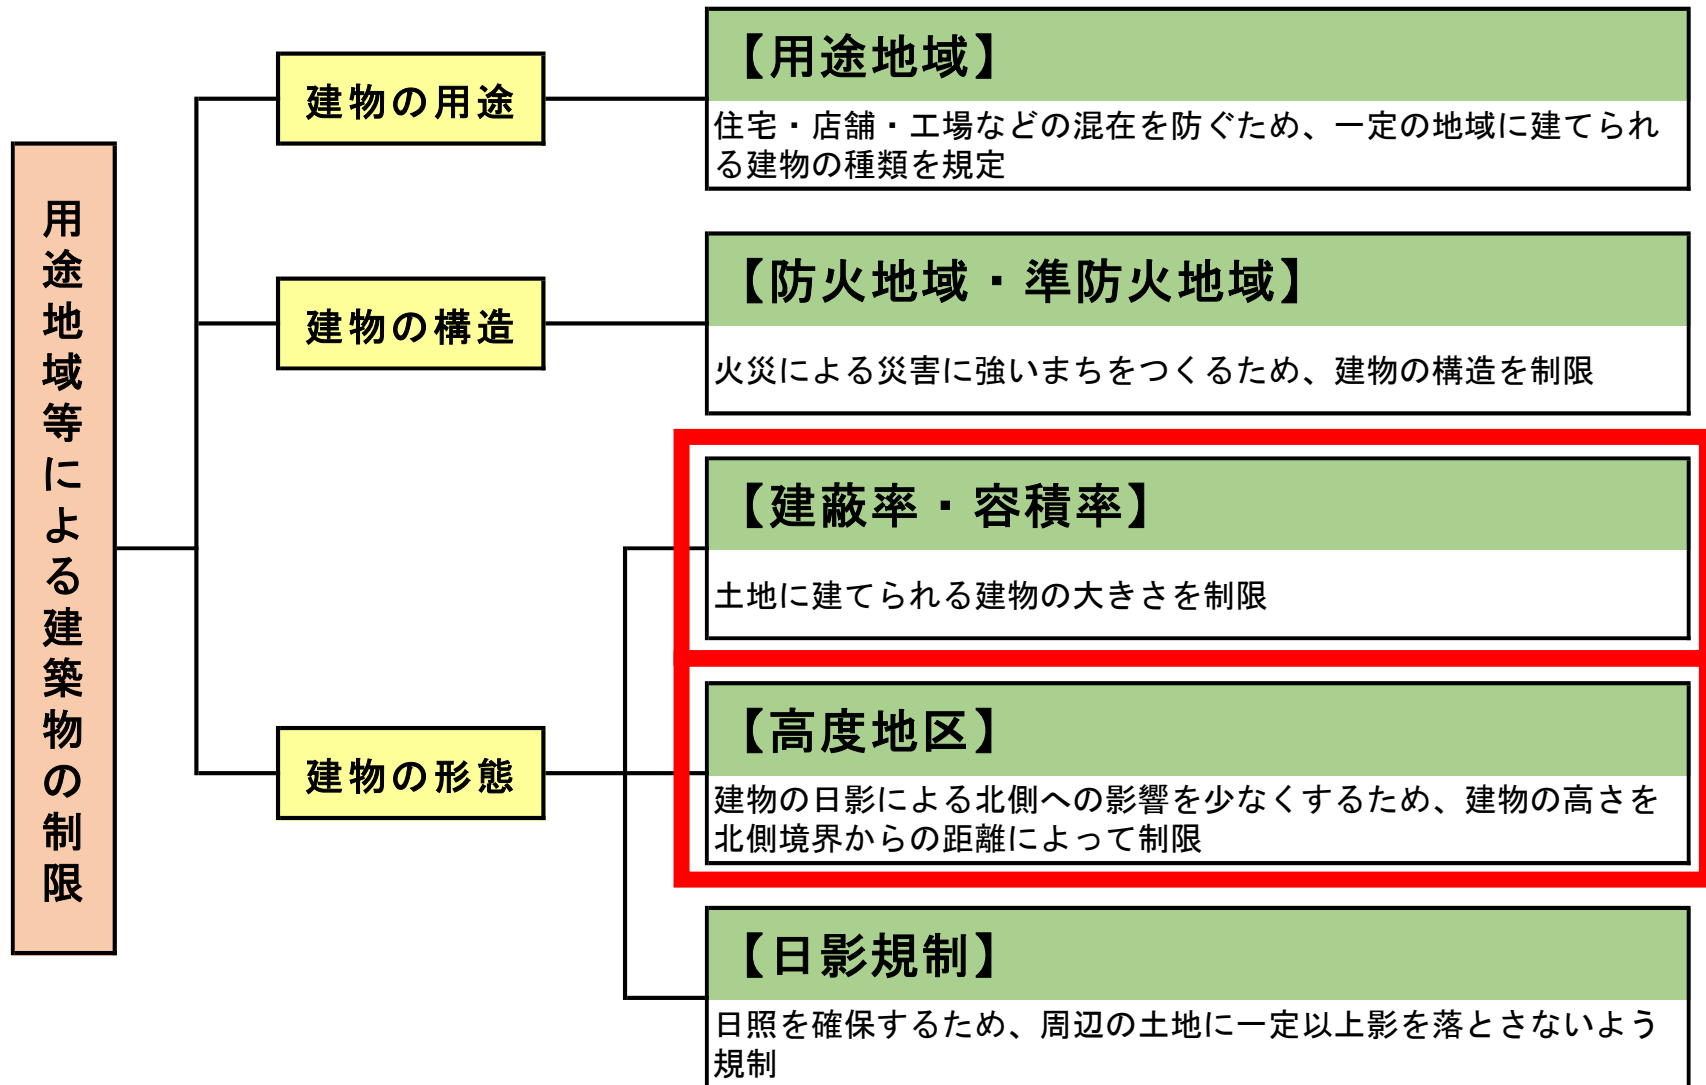 用途地域等による建築物の制限
建物の用途
【用途地域】
住宅・店舗・工場などの混在を防ぐため、一定の地域に建てられ
る建物の種類を規定
建物の構造
【防火地域・準防火地域】
火災による災害に強いまちをつくるため、建物の構造を制限
建物の形態
【建蔽率・容積率】
土地に建てられる建物の大きさを制限
【高度地区】
建物の日影による北側への影響を少なくするため、建物の高さを
北側境界からの距離によって制限
【日影規制】
日照を確保するため、周辺の土地に一定以上影を落とさないよう
規制